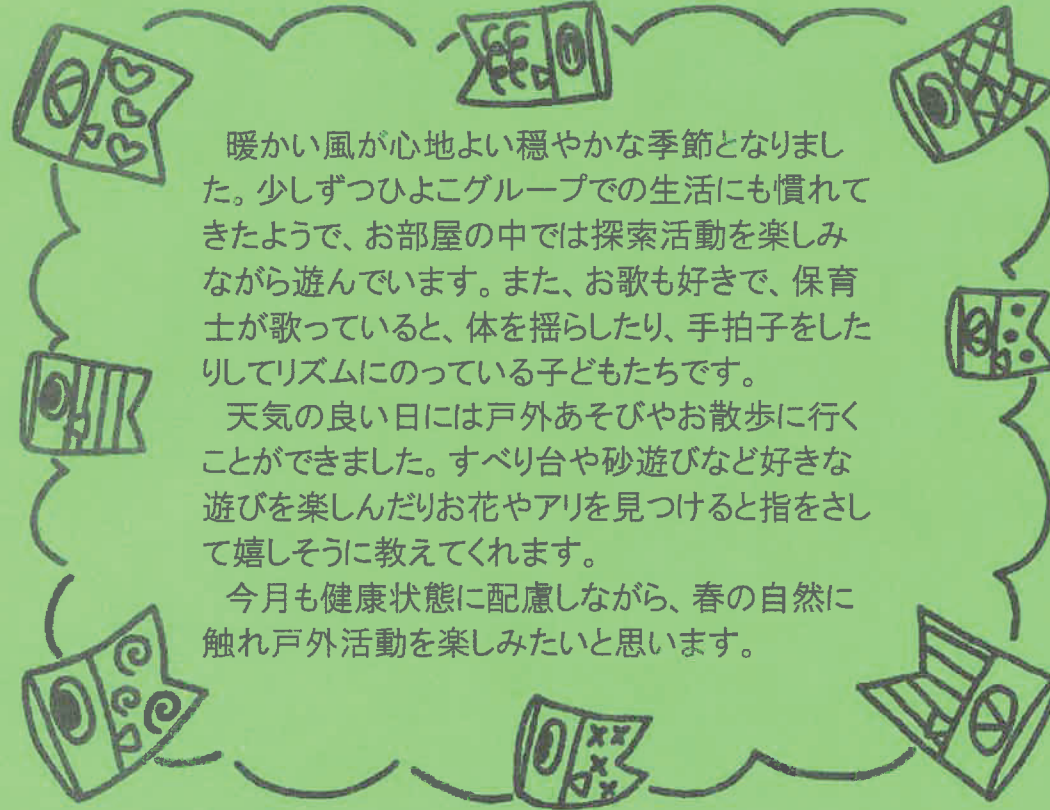 暖かい風が心地よい穏やかな季節となりまし
た。少しずつひよこグループでの生活にも慣れて
きたようで、お部屋の中では探索活動を楽しみ
ながら遊んでいます。また、お歌も好きで、保育
士が歌っていると、体を揺らしたり、手拍子をした
りしてリズムにのっている子どもたちです。
天気の良い日には戸外あそびやお散歩に行く
ことができました。すべり台や砂遊びなど好きな
遊びを楽しんだりお花やアリを見つけると指をさし
て嬉しそうに教えてくれます。
今月も健康状態に配慮しながら、春の自然に
触れ戸外活動を楽しみたいと思います。